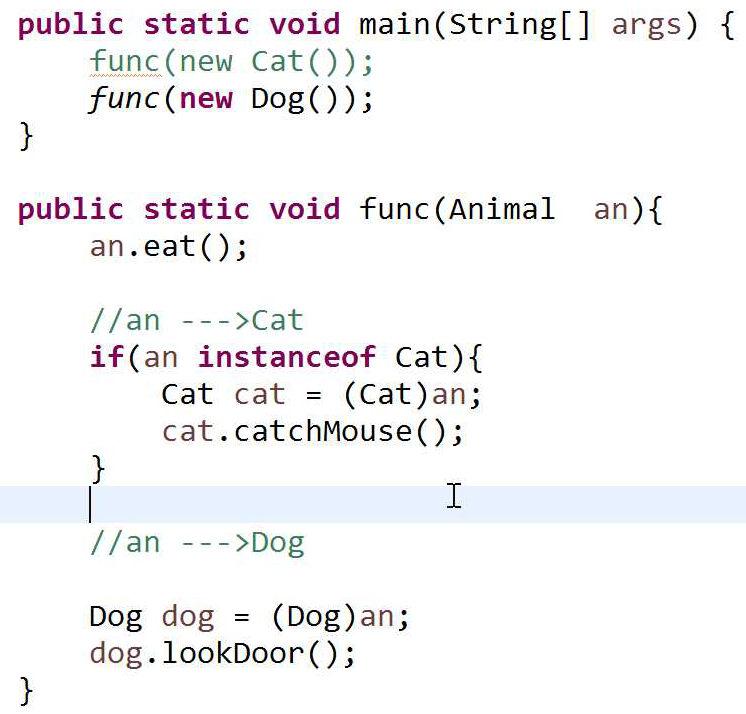 public static void main(String[] args) {
func(new Cat());
func(new Dog());
}
public static void func(Animal  an){
an.eat();
//an --->Cat
if(an instanceof Cat){
Cat cat = (Cat)an;
cat.catchMouse();
}
//an --->Dog
Dog dog = (Dog)an;
dog.lookDoor();
}